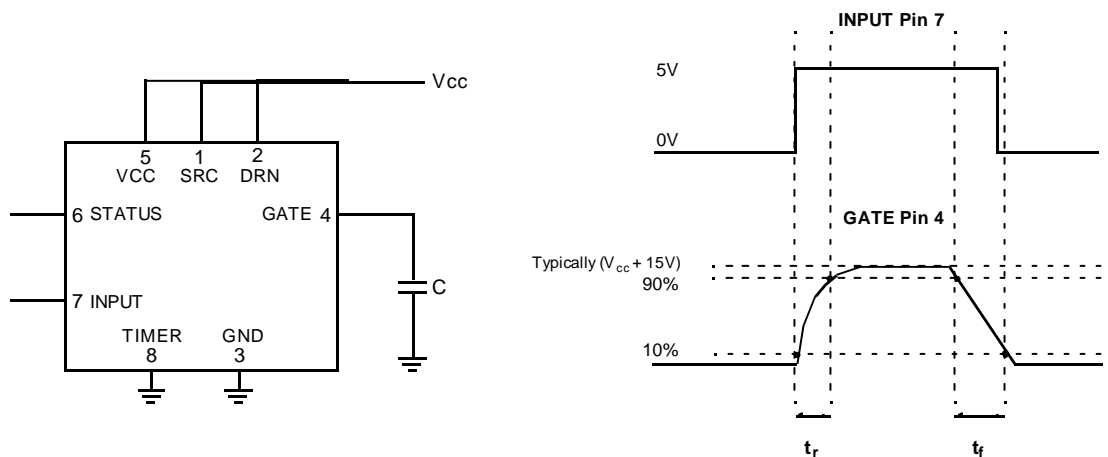 Vcc
5 1 2
VCC SRC DRN
6 STATUS
GATE 4
7 INPUT
C
TIMER GND
8 3
INPUT Pin 7
5V
0V
GATE Pin 4
Typically (Vcc + 15V)
90%
10%
tr tf